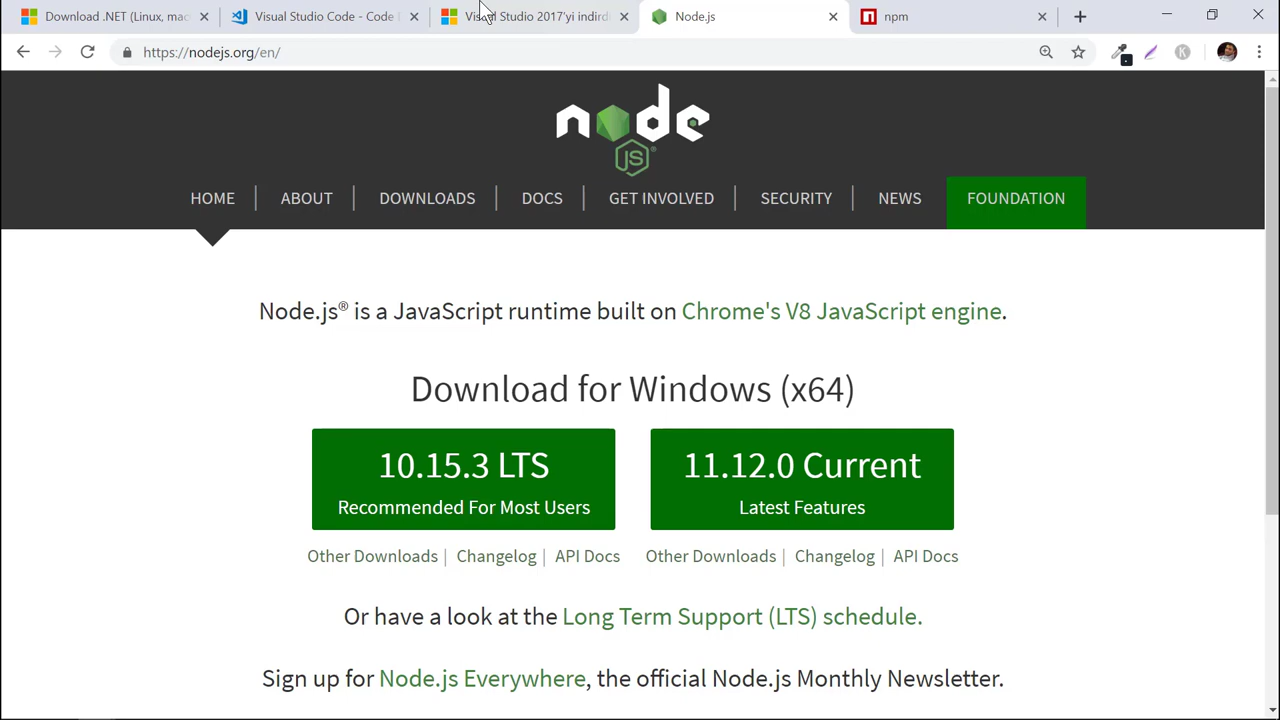 Download .NET (Linux, mac
Visual Studio Code - Code
Visual Studio 2017'yi indird
Node.js
npm
https://nodejs.org/en/
node
JS
HOME
ABOUT
DOWNLOADS
DOCS
GET INVOLVED
SECURITY
NEWS
FOUNDATION
Node.js® is a JavaScript runtime built on Chrome's V8 JavaScript engine.
Download for Windows (x64)
10.15.3 LTS
Recommended For Most Users
11.12.0 Current
Latest Features
Other Downloads | Changelog | API Docs
Other Downloads | Changelog | API Docs
Or have a look at the Long Term Support (LTS) schedule.
Sign up for Node.js Everywhere, the official Node.js Monthly Newsletter.